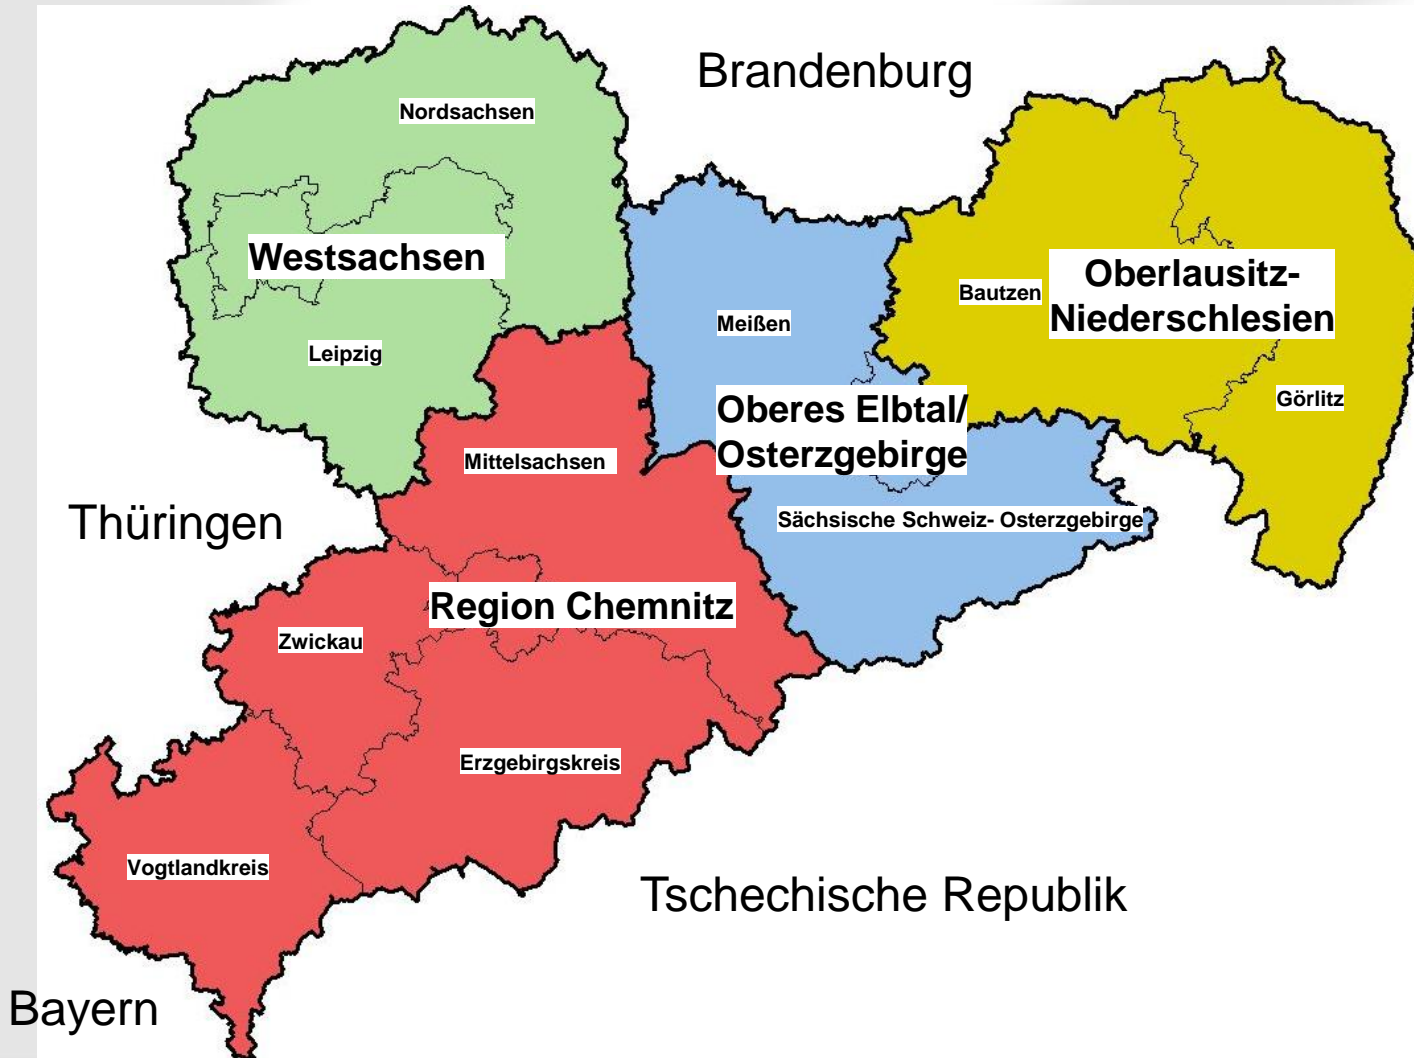 Brandenburg
Nordsachsen
Westsachsen
Oberlausitz-
Niederschlesien
Bautzen
Meißen
Leipzig
Görlitz
Oberes Elbtal/
Osterzgebirge
Mittelsachsen
Thüringen
Sächsische Schweiz- Osterzgebirge
Region Chemnitz
Zwickau
Erzgebirgskreis
Vogtlandkreis
Tschechische Republik
Bayern